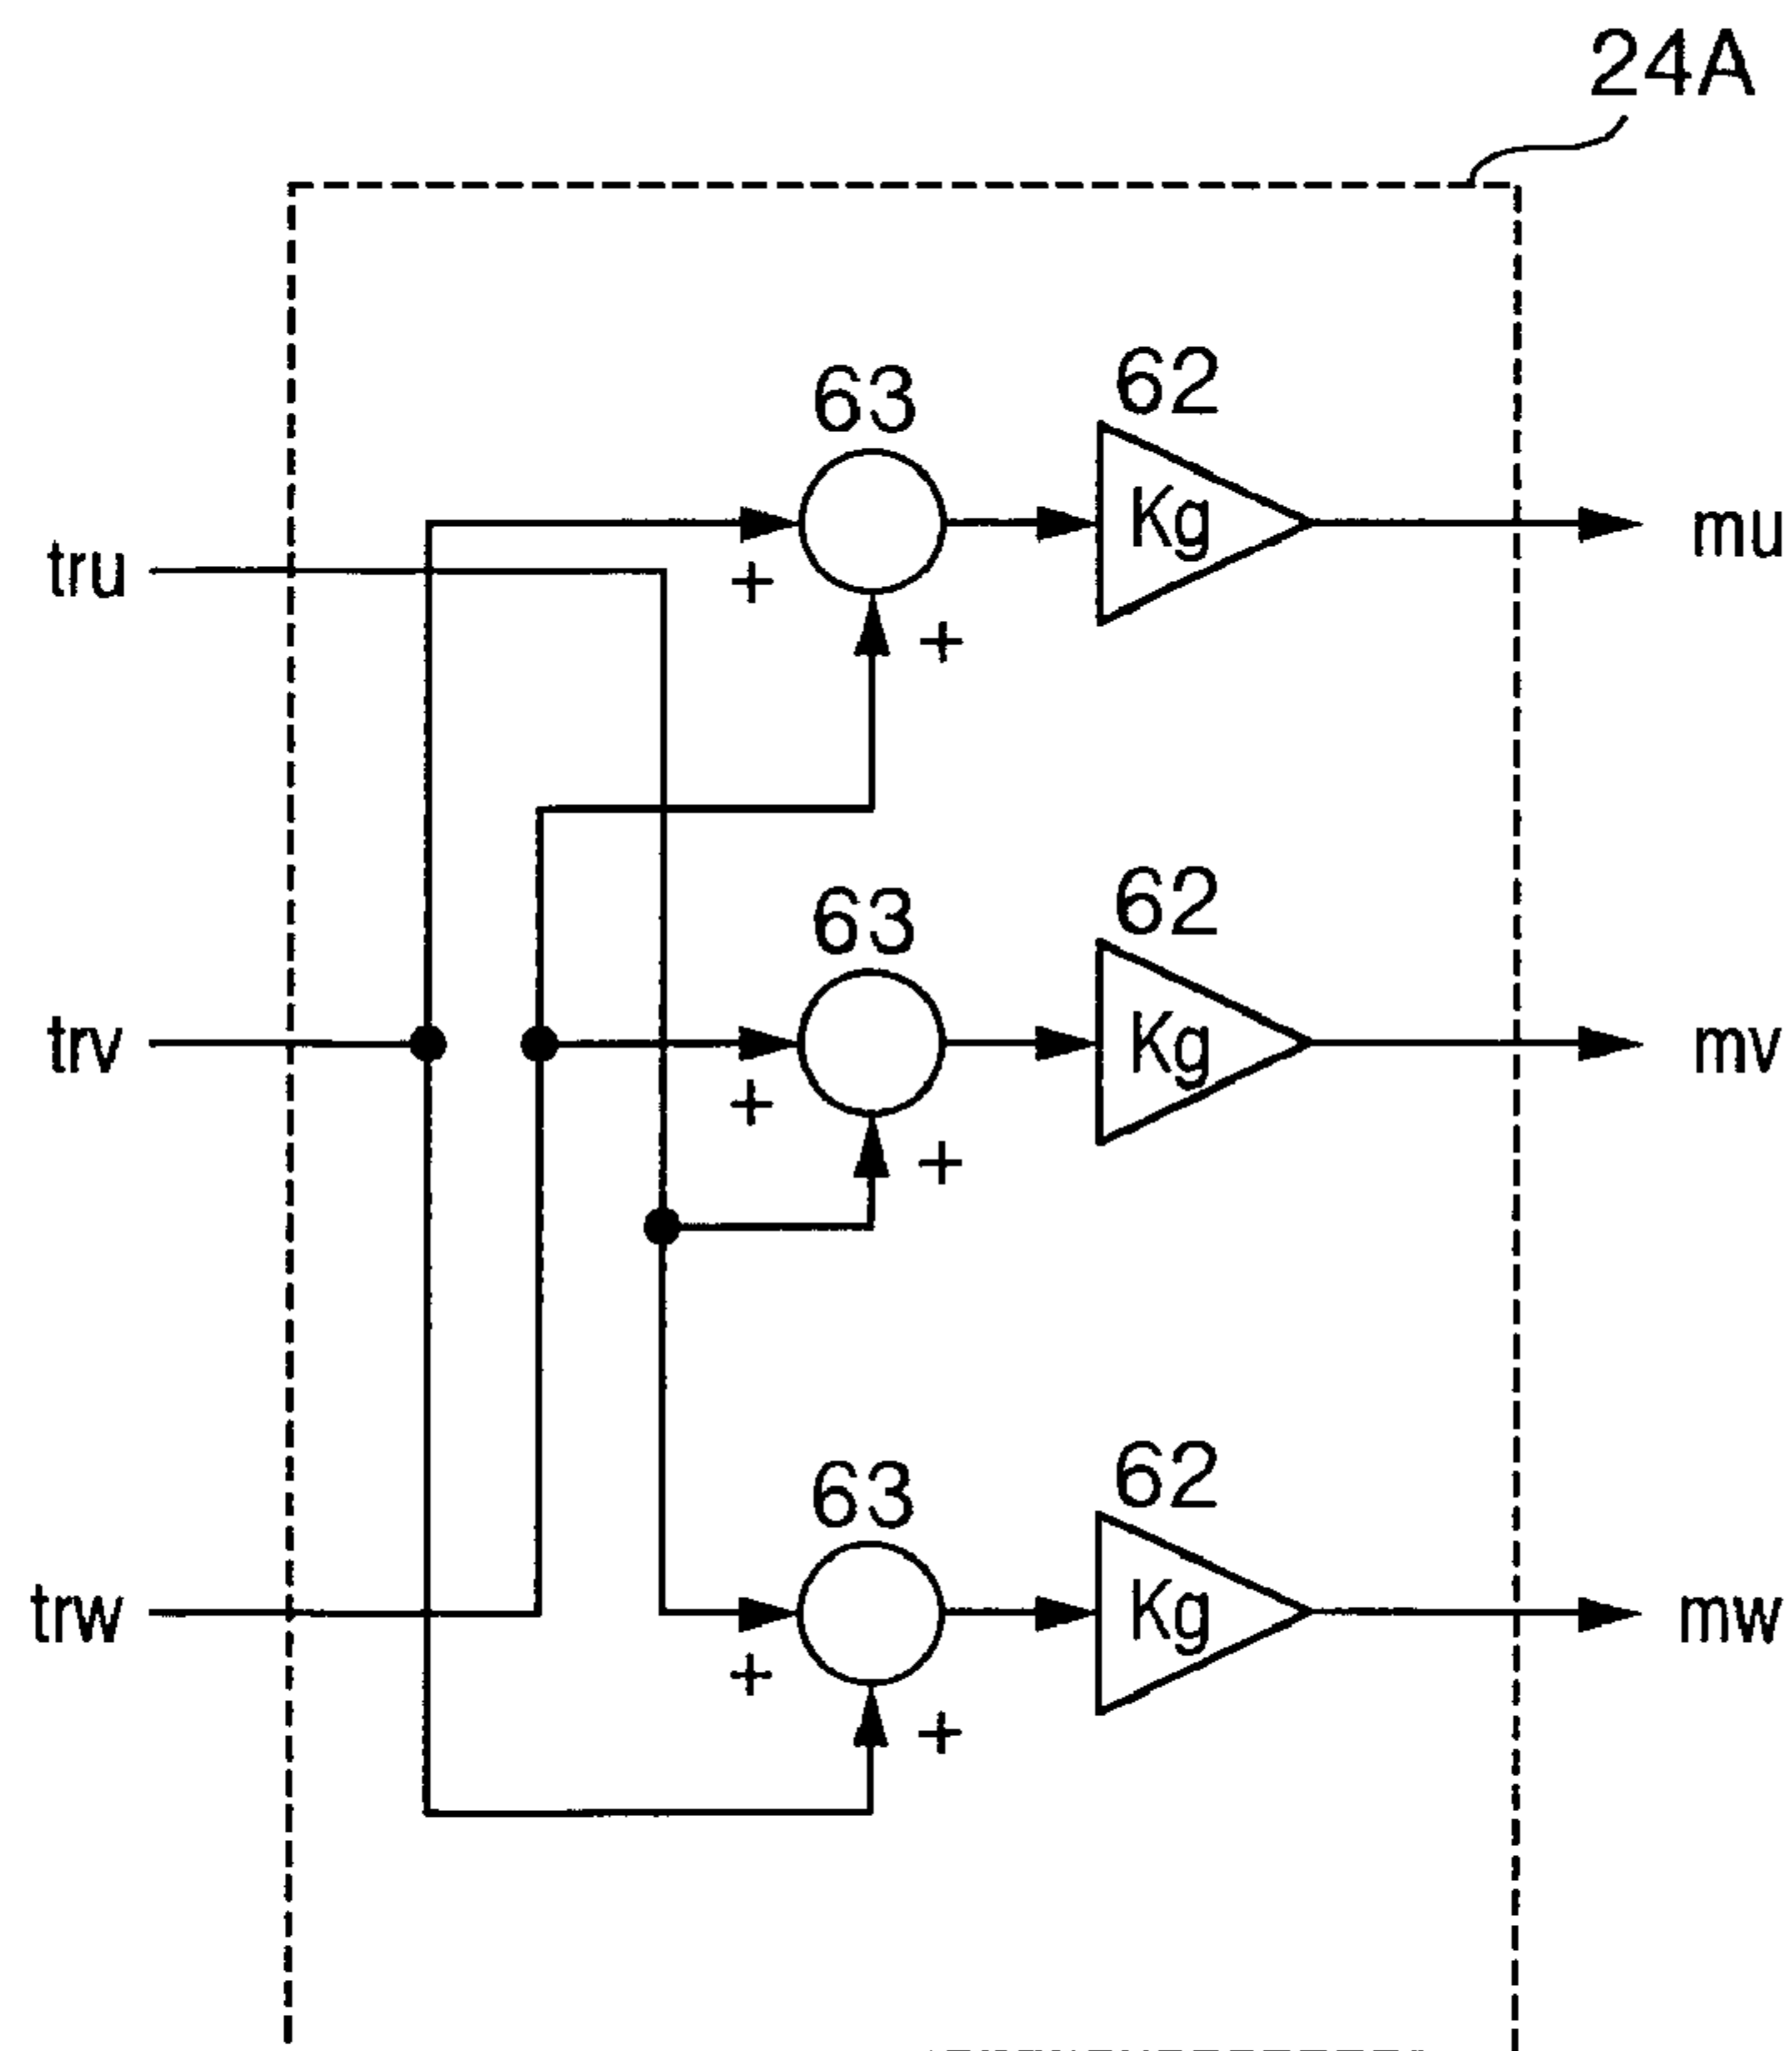 24A
63
62
Kg
mu
tru
+
+
63
62
trv
Kg
mv
+
+
63
62
trw
Kg
mw
+
+